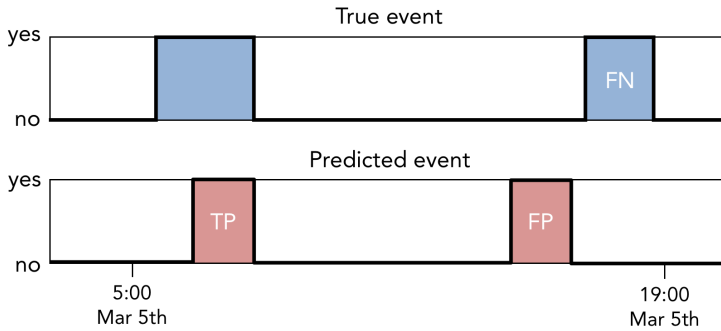 True event
yes
FN
no
Predicted event
yes
TP
FP
no
5:00
Mar 5th
19:00
Mar 5th